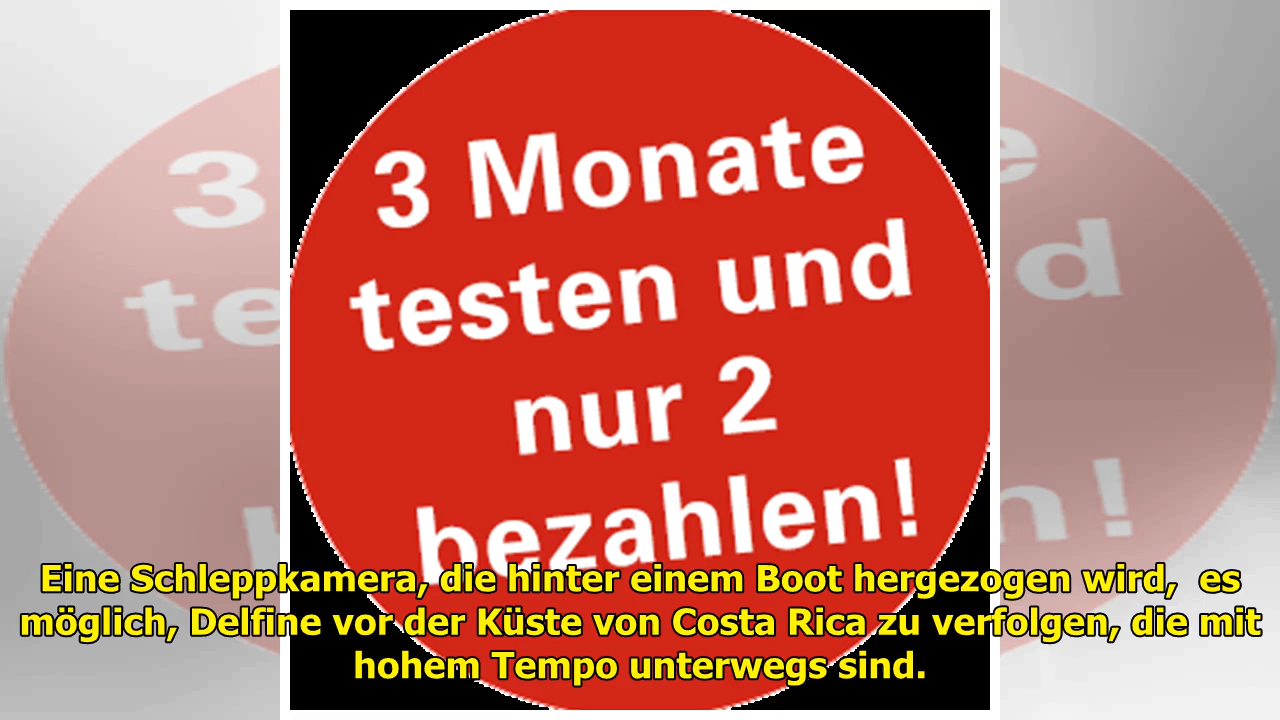 3 Monate
testen und
nur 2
bezahlen!
Eine Schleppkamera, die hinter einem Boot hergezogen wird,  es
möglich, Delfine vor der Küste von Costa Rica zu verfolgen, die mit
hohem Tempo unterwegs sind.